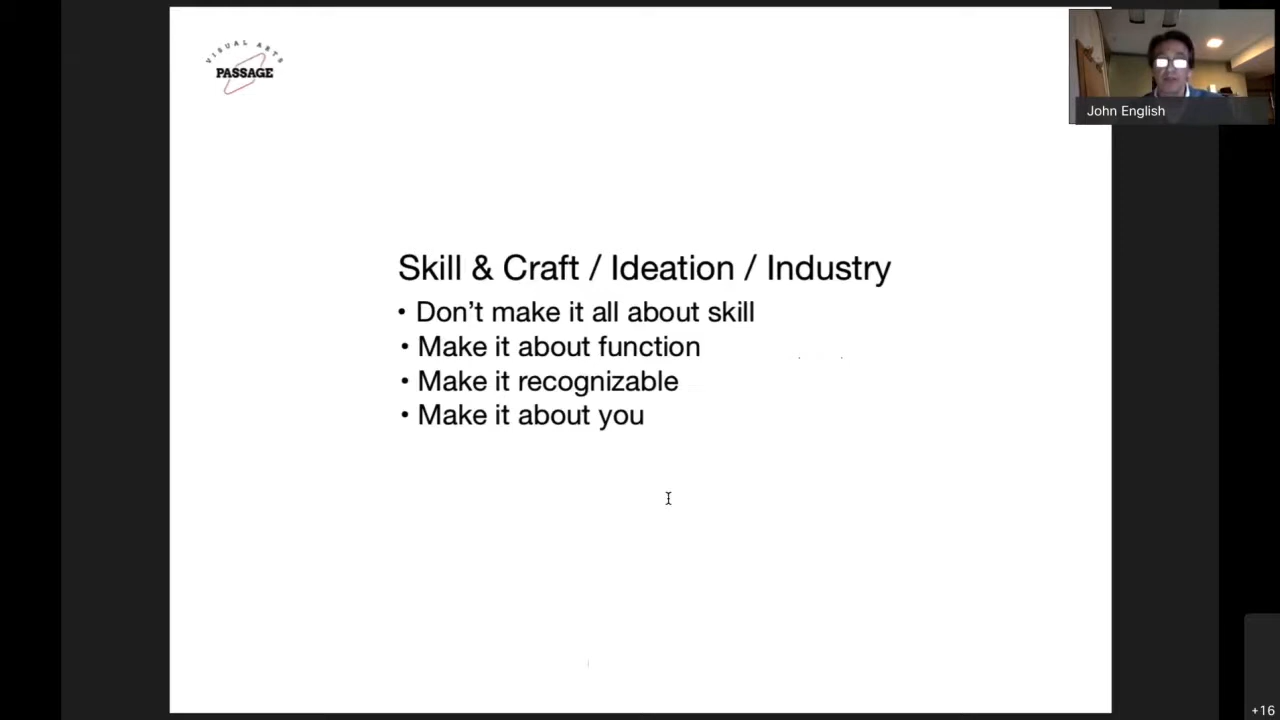 VISUAL ARTS
PASSAGE
John English
Skill & Craft / Ideation / Industry
• Don’t make it all about skill
• Make it about function
• Make it recognizable
• Make it about you
+16